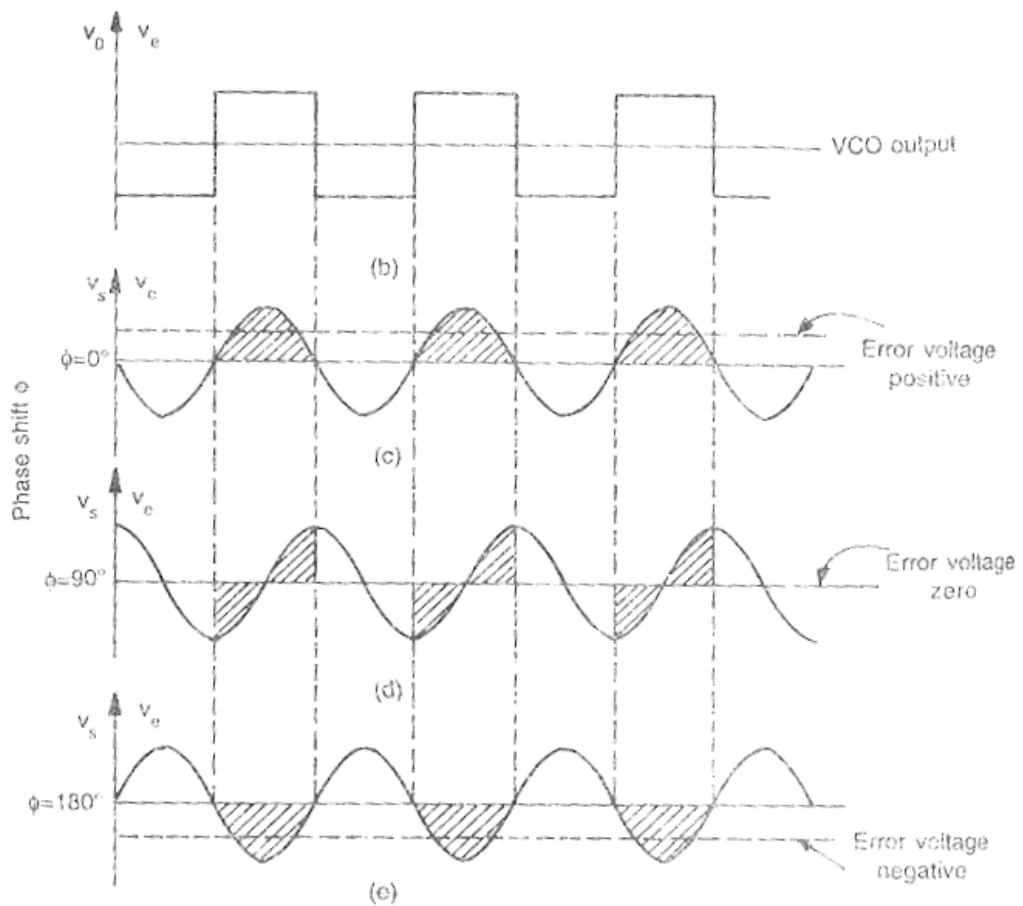 v₀ vₑ
VCO output
(b)
vₛ v_c
ϕ=0°
Error voltage
positive
Phase shift ϕ
(c)
vₛ vₑ
ϕ=90°
Error voltage
zero
(d)
vₛ vₑ
ϕ=180°
Error voltage
negative
(e)